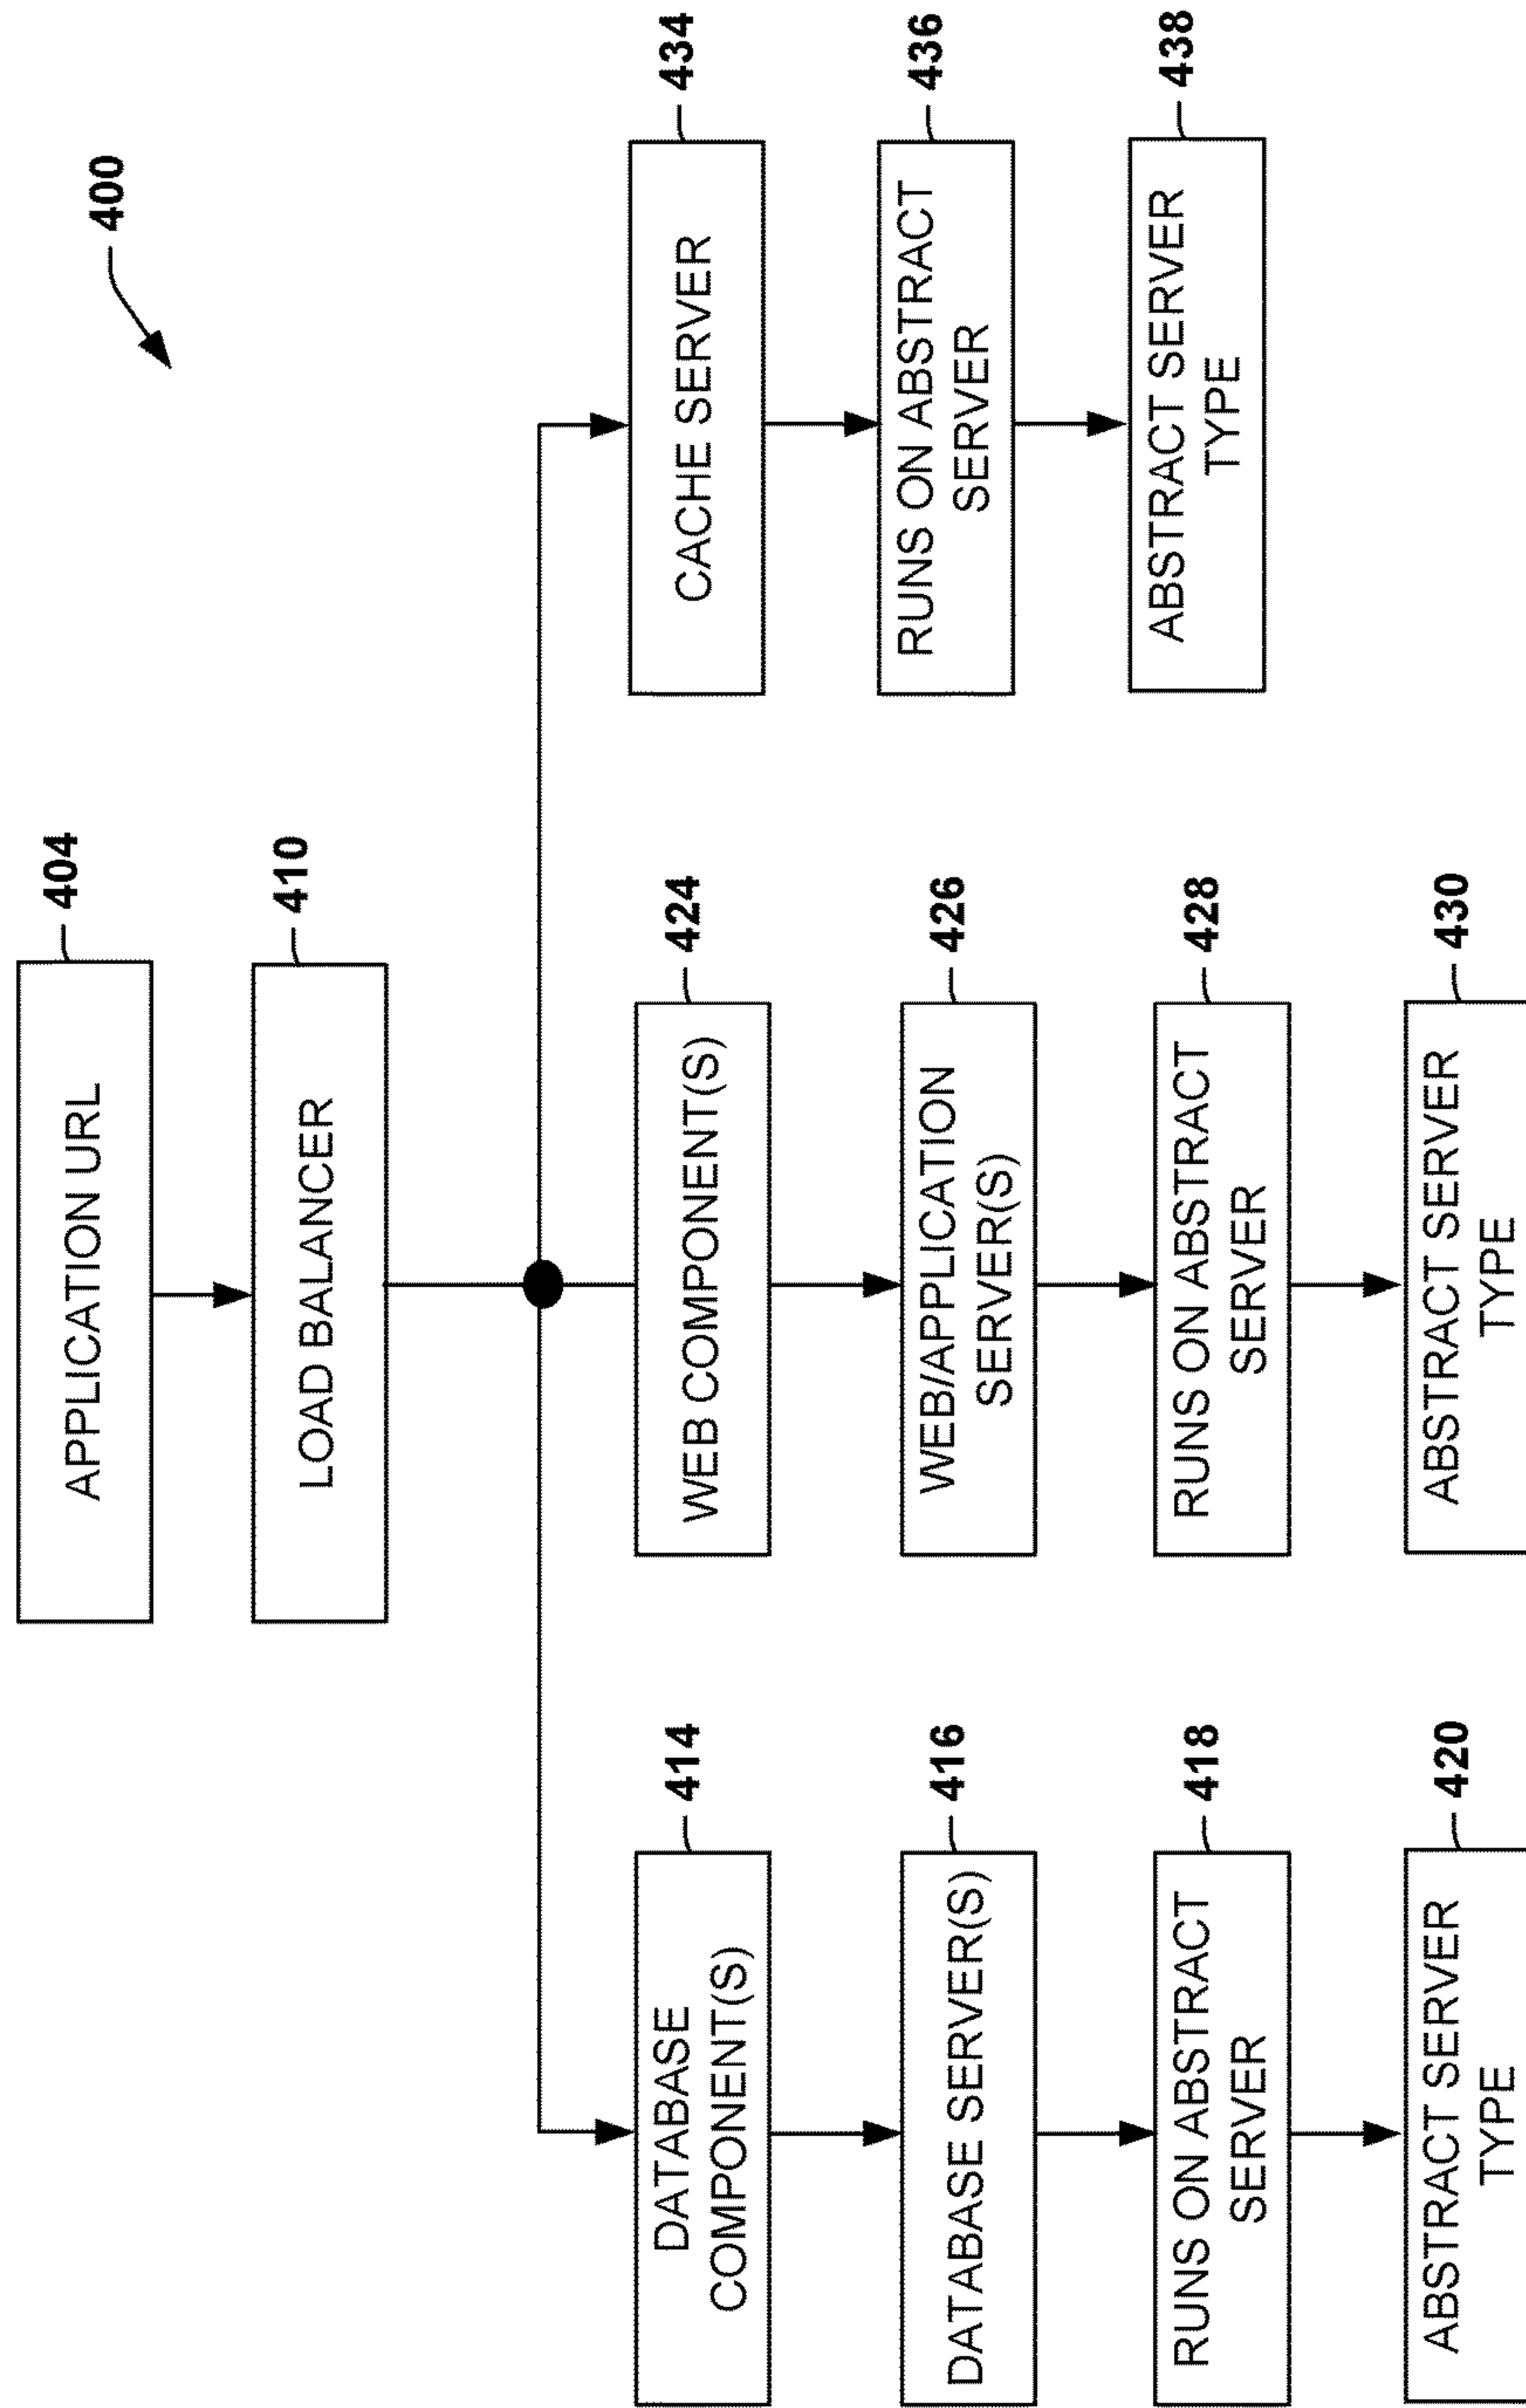 400
APPLICATION URL
404
LOAD BALANCER
410
DATABASE
COMPONENT(S)
414
DATABASE SERVER(S)
416
RUNS ON ABSTRACT
SERVER
418
ABSTRACT SERVER
TYPE
420
WEB COMPONENT(S)
424
WEB/APPLICATION
SERVER(S)
426
RUNS ON ABSTRACT
SERVER
428
ABSTRACT SERVER
TYPE
430
CACHE SERVER
434
RUNS ON ABSTRACT
SERVER
436
ABSTRACT SERVER
TYPE
438